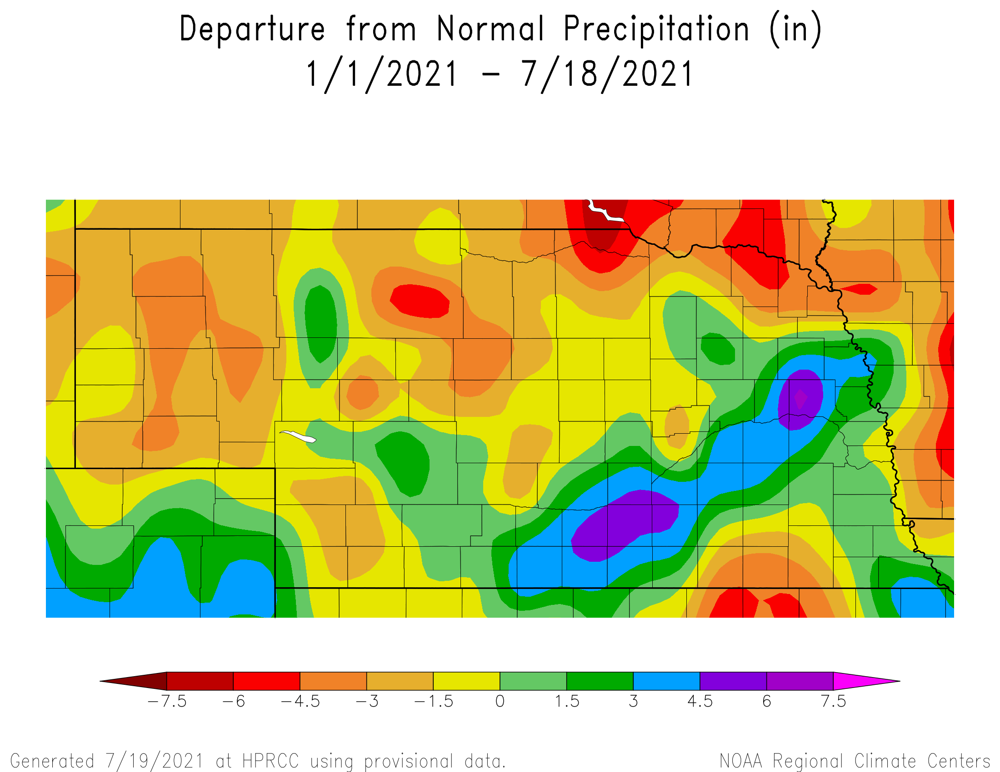 Departure from Normal Precipitation (in)
1/1/2021 – 7/18/2021
−7.5 −6 −4.5 −3 −1.5 0 1.5 3 4.5 6 7.5
Generated 7/19/2021 at HPRCC using provisional data. NOAA Regional Climate Centers